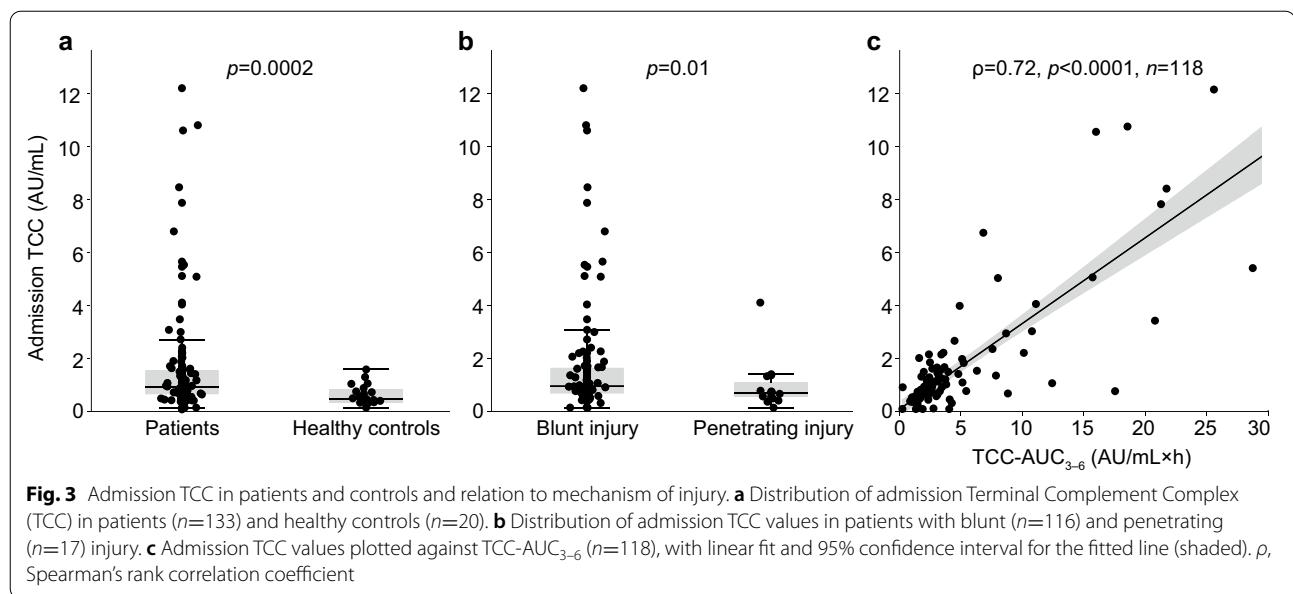 a
p=0.0002
Admission TCC (AU/mL)
12
10
8
6
4
2
0
Patients Healthy controls
b
p=0.01
12
10
8
6
4
2
0
Blunt injury Penetrating injury
c
ρ=0.72, p<0.0001, n=118
12
10
8
6
4
2
0
0 5 10 15 20 25 30
TCC-AUC₃₋₆ (AU/mL×h)
Fig. 3 Admission TCC in patients and controls and relation to mechanism of injury. a Distribution of admission Terminal Complement Complex
(TCC) in patients (n=133) and healthy controls (n=20). b Distribution of admission TCC values in patients with blunt (n=116) and penetrating
(n=17) injury. c Admission TCC values plotted against TCC-AUC₃₋₆ (n=118), with linear fit and 95% confidence interval for the fitted line (shaded). ρ,
Spearman's rank correlation coefficient